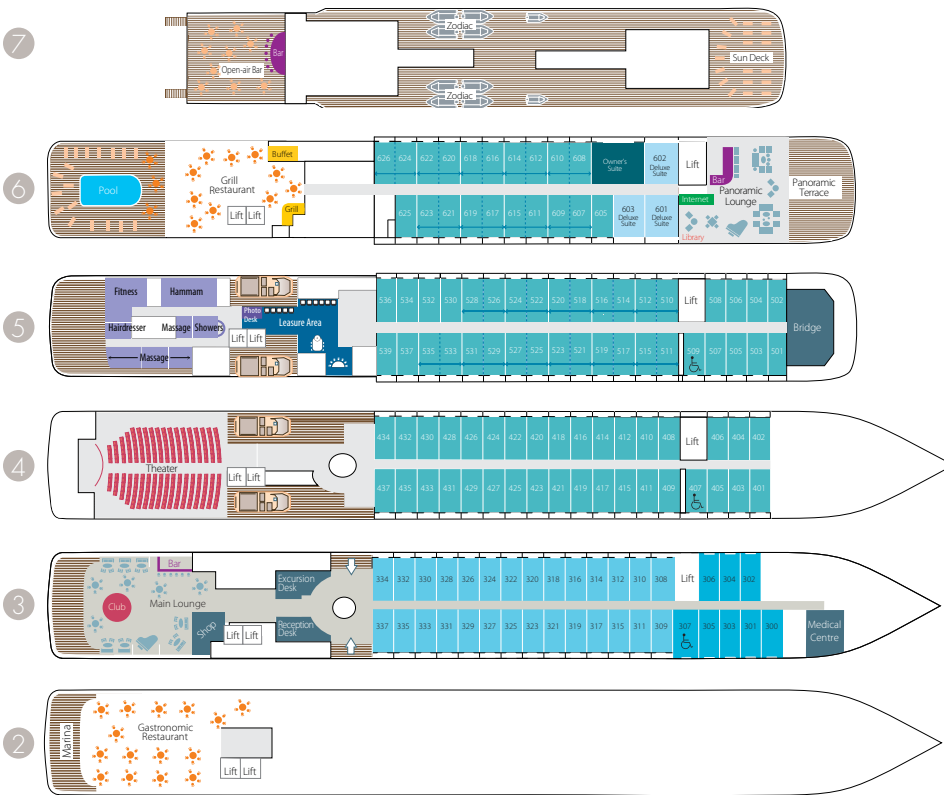 7
Zodiac
Bar
Open-air Bar
Sun Deck
Zodiac
6
Buffet
626 624 622 620 618 616 614 612 610 608
Owner's
Suite
602
Deluxe
Suite
Lift
Bar
Pool
Grill
Restaurant
Lift Lift
Grill
Internet
Panoramic
Lounge
Panoramic
Terrace
625 623 621 619 617 615 611 609 607 605
603
Deluxe
Suite
601
Deluxe
Suite
Library
5
Fitness
Hammam
536 534 532 530 528 526 524 522 520 518 516 514 512 510
Lift
508 506 504 502
Photo
Desk
Leasure Area
Hairdresser
Massage
Showers
Lift Lift
Bridge
Massage
539 537 535 533 531 529 527 525 523 521 519 517 515 511 509 507 505 503 501
4
434 432 430 428 426 424 422 420 418 416 414 412 410 408
Lift
406 404 402
Theater
Lift Lift
437 435 433 431 429 427 425 423 421 419 417 415 411 409 407 405 403 401
3
Bar
Excursion
Desk
334 332 330 328 326 324 322 320 318 316 314 312 310 308
Lift
306 304 302
Club
Main Lounge
Shop
Lift Lift
Reception
Desk
337 335 333 331 329 327 325 323 321 319 317 315 311 309 307 305 303 301 300
Medical
Centre
2
Marina
Gastronomic
Restaurant
Lift Lift